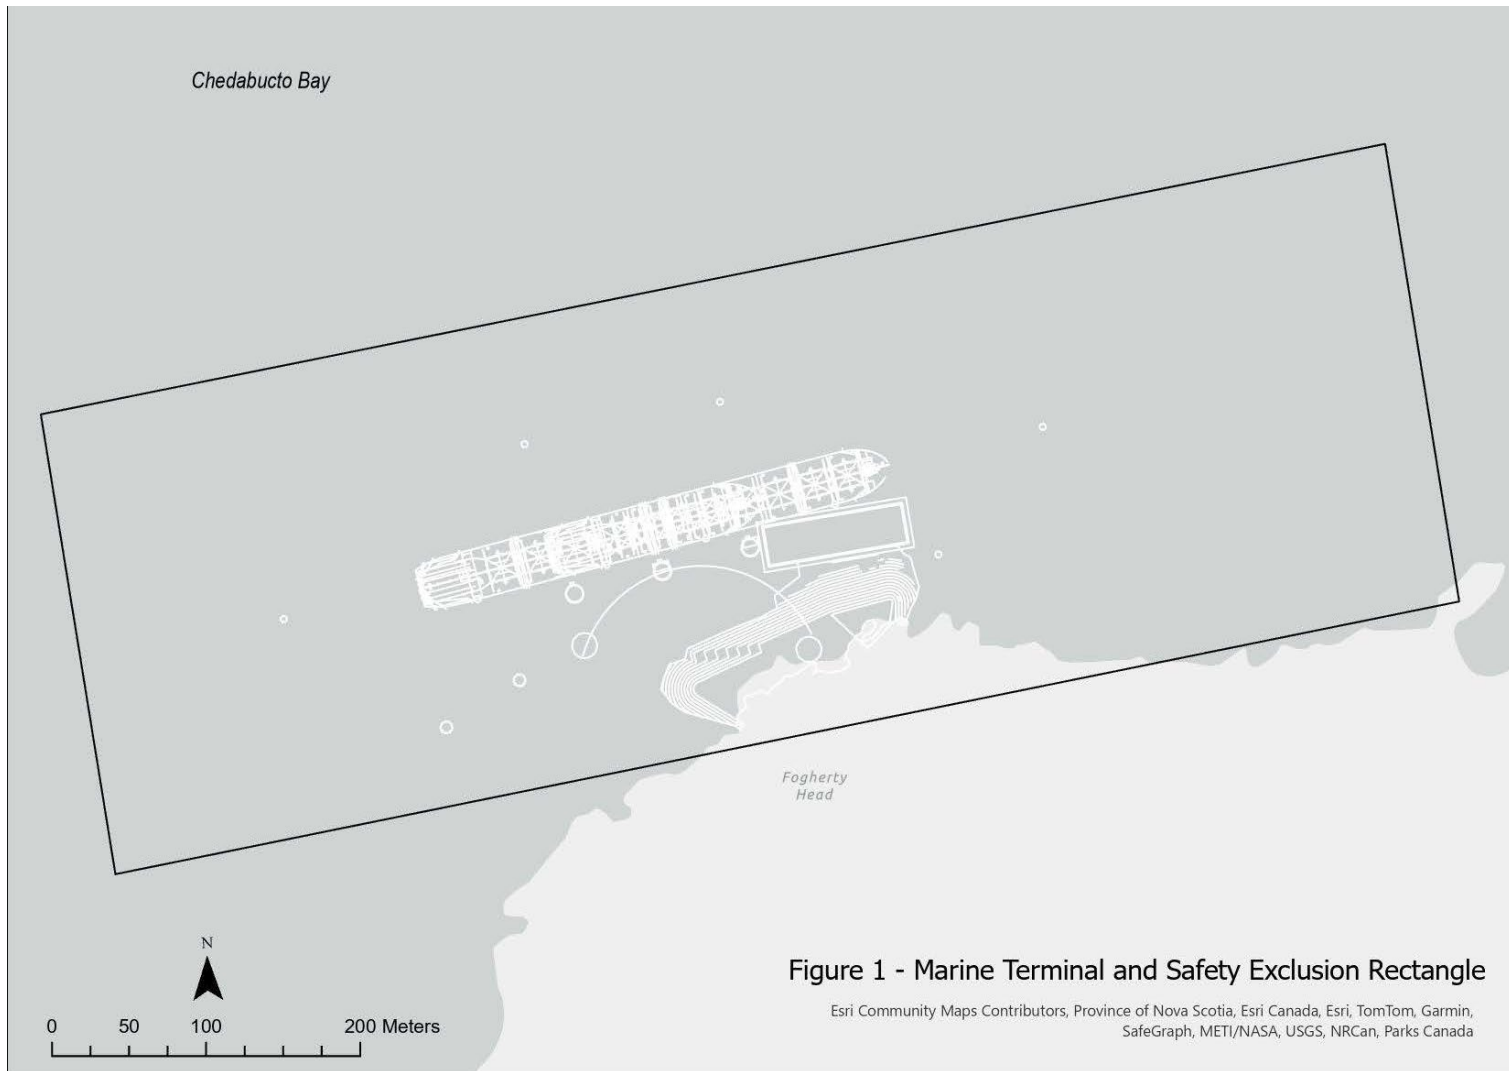 Chedabucto Bay
Fogherty
Head
N
0 50 100 200 Meters
Figure 1 - Marine Terminal and Safety Exclusion Rectangle
Esri Community Maps Contributors, Province of Nova Scotia, Esri Canada, Esri, TomTom, Garmin,
SafeGraph, METI/NASA, USGS, NRCan, Parks Canada